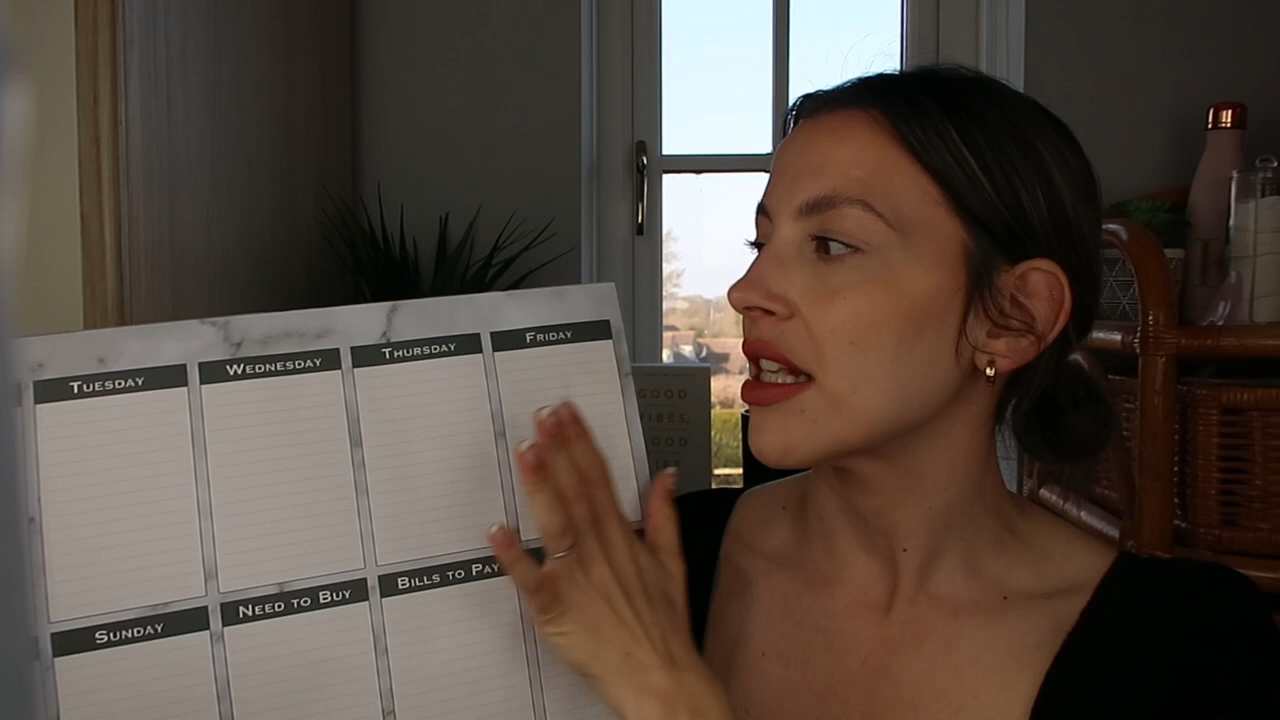 Tuesday
Wednesday
Thursday
Friday
Sunday
Need to Buy
Bills to Pay
GOOD
VIBES,
GOOD